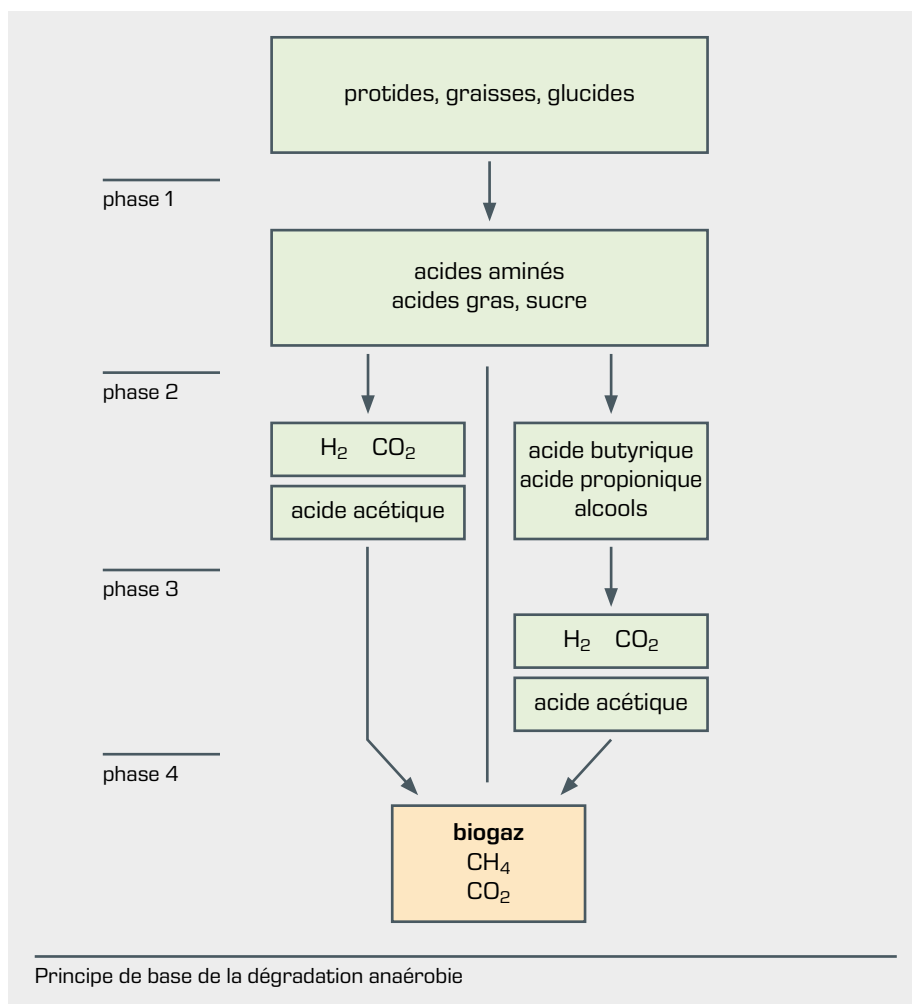 protides, graisses, glucides
phase 1
acides aminés
acides gras, sucre
phase 2
H₂ CO₂
acide acétique
acide butyrique
acide propionique
alcools
phase 3
H₂ CO₂
acide acétique
phase 4
biogaz
CH₄
CO₂
Principe de base de la dégradation anaérobie